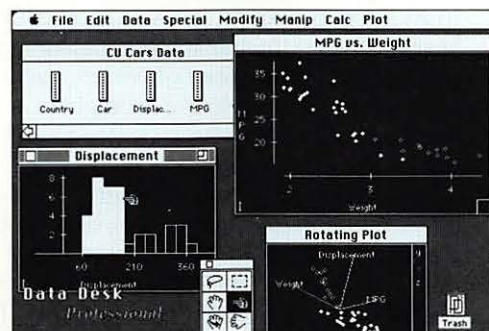 File Edit Data Special Modify Manip Calc Plot
CU Cars Data
Country Car Displac... MPG
MPG vs. Weight
35
30
25
20
MPG
2 3 4
Weight
Displacement
8
6
4
2
0
60 210 360
Rotating Plot
Displacement
Weight
MPG
y
z
Data Desk
Professional
Trash